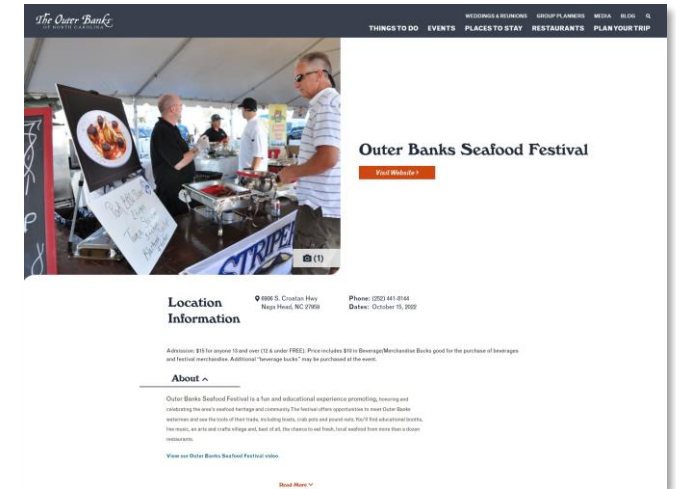 The Outer Banks
OF NORTH CAROLINA
WEDDINGS & REUNIONS GROUP PLANNERS MEDIA BLOG
THINGS TO DO EVENTS PLACES TO STAY RESTAURANTS PLAN YOUR TRIP
STRIPER
(1)
Outer Banks Seafood Festival
Visit Website >
Location
Information
6800 S. Croatan Hwy
Nags Head, NC 27959
Phone: (252) 441-8144
Dates: October 15, 2022
Admission: $15 for anyone 13 and over (12 & under FREE). Price includes $10 in Beverage/Merchandise Bucks good for the purchase of beverages
and festival merchandise. Additional "beverage bucks" may be purchased at the event.
About
Outer Banks Seafood Festival is a fun and educational experience promoting, honoring and
celebrating the area's seafood heritage and community. The festival offers opportunities to meet Outer Banks
watermen and see the tools of their trade, including boats, crab pots and pound nets. You'll find educational booths,
live music, an arts and crafts village and, best of all, the chance to eat fresh, local seafood from more than a dozen
restaurants.
View our Outer Banks Seafood Festival video.
Read More